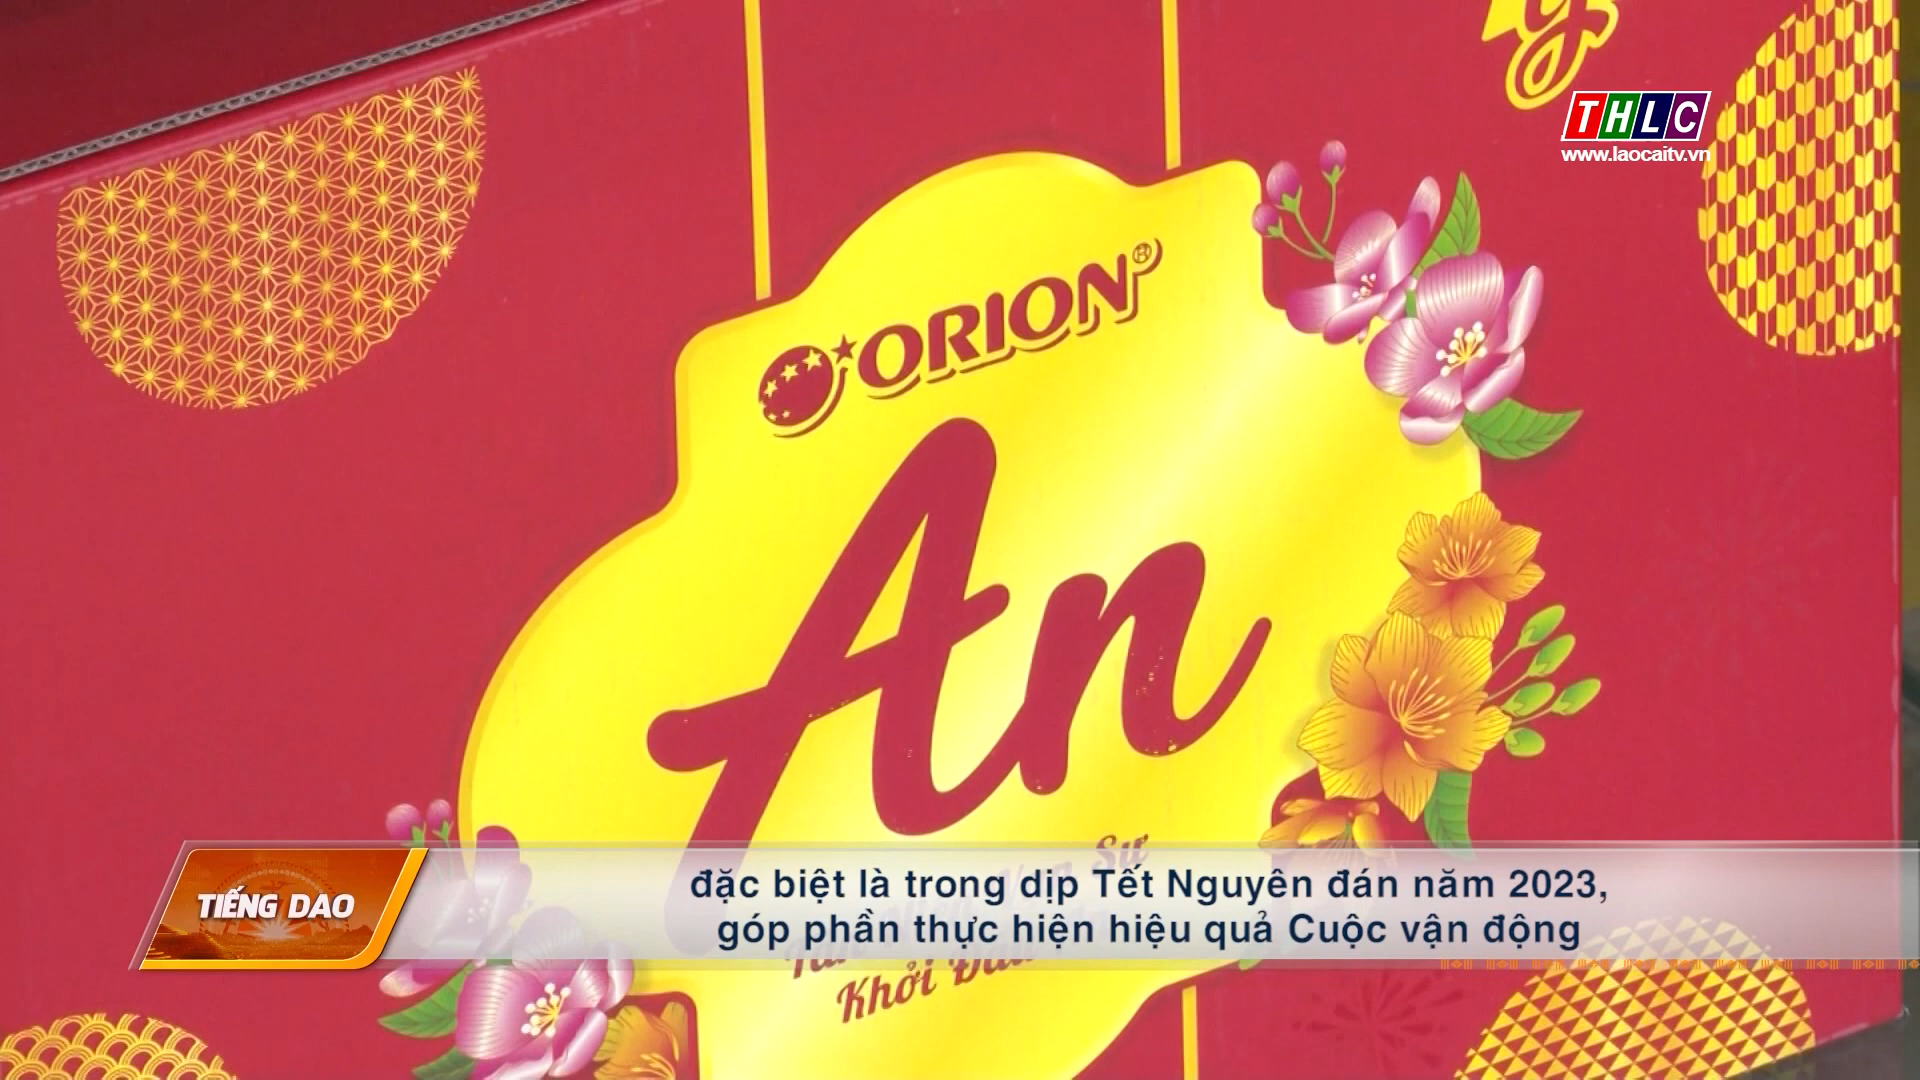 y
THLC
www.laocaitv.vn
ORION®
An
Sự
Khởi
TIẾNG DAO
đặc biệt là trong dịp Tết Nguyên đán năm 2023,
góp phần thực hiện hiệu quả Cuộc vận động